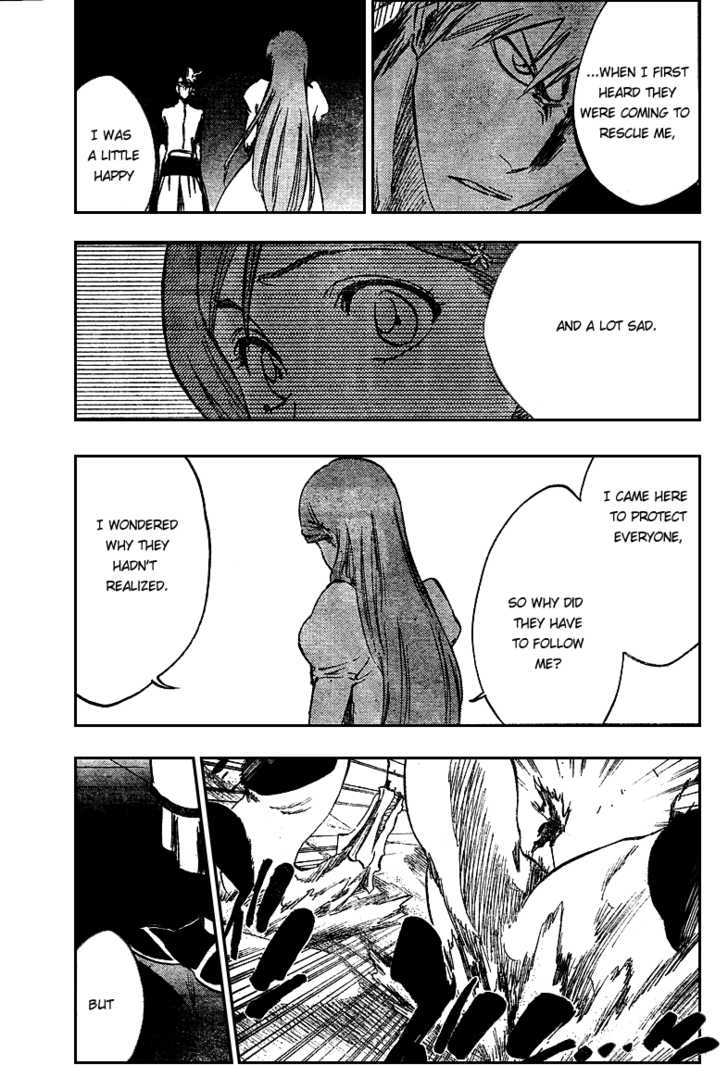 ...WHEN I FIRST
HEARD THEY
WERE COMING TO
RESCUE ME,
I WAS
A LITTLE
HAPPY
AND A LOT SAD.
I CAME HERE
TO PROTECT
EVERYONE,
SO WHY DID
THEY HAVE
TO FOLLOW
ME?
I WONDERED
WHY THEY
HADN'T
REALIZED.
BUT